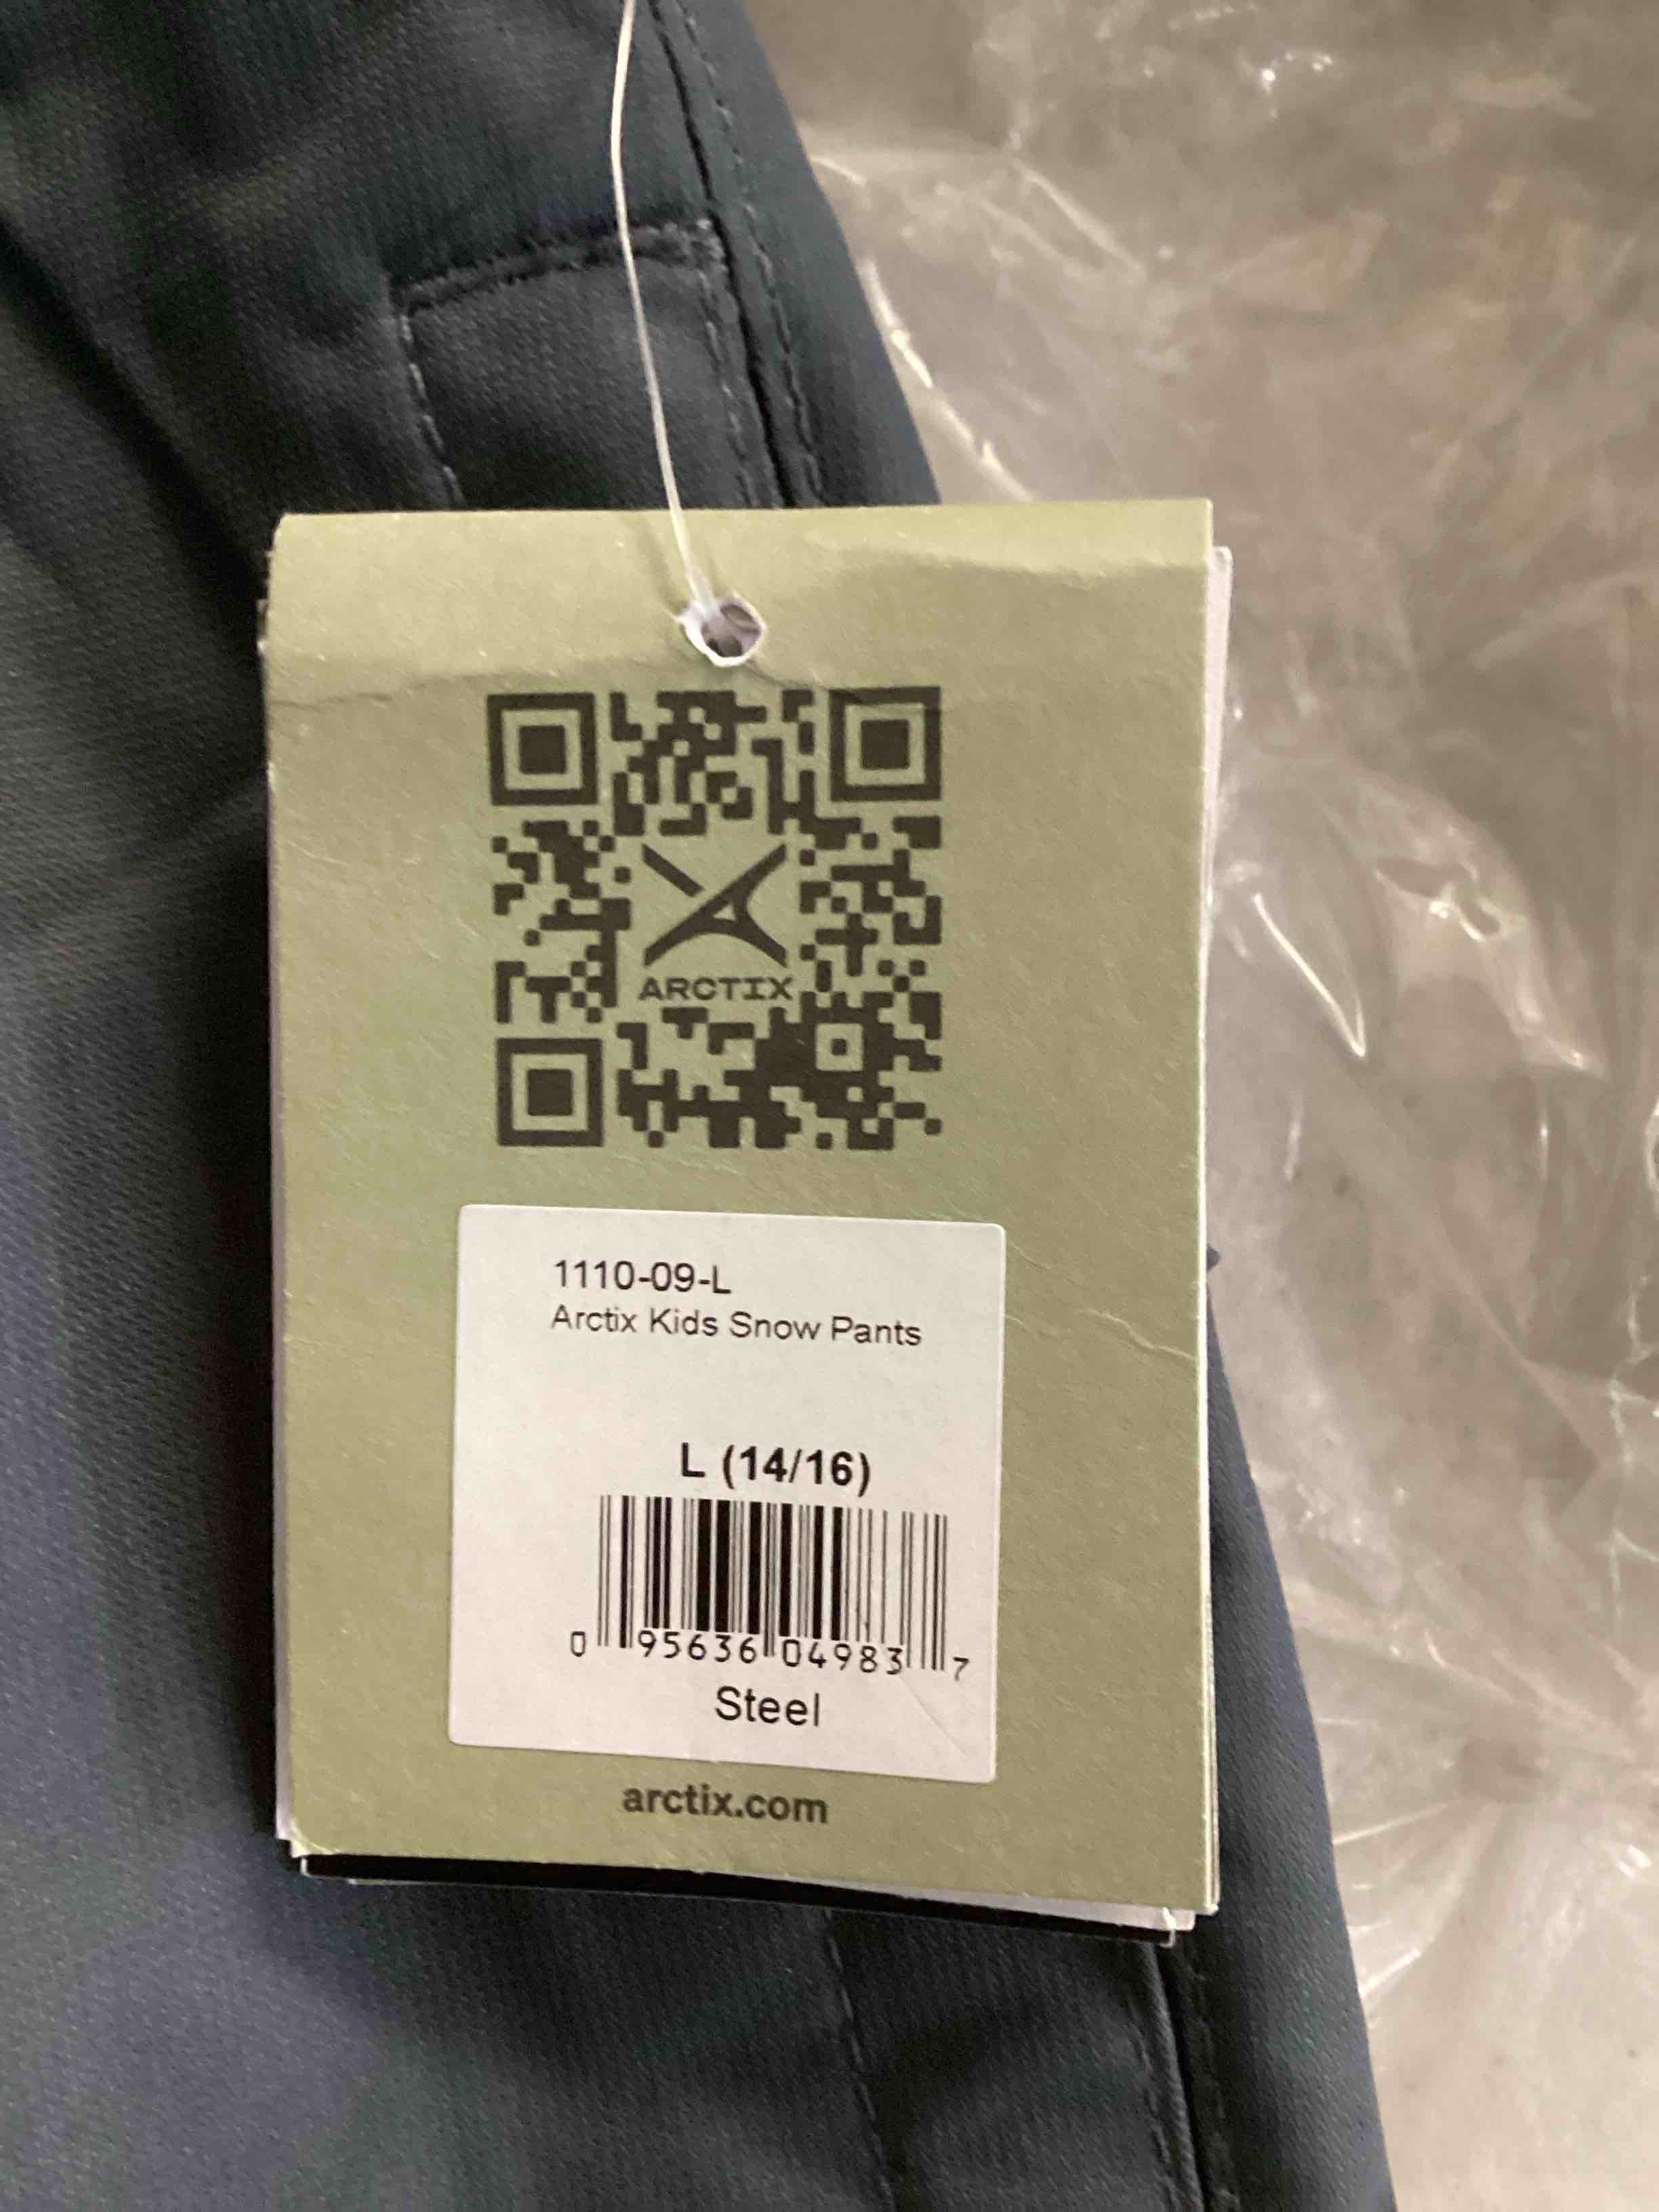 ARCTIX
1110-09-L
Arctix Kids Snow Pants
L (14/16)
0 95636 04983 7
Steel
arctix.com